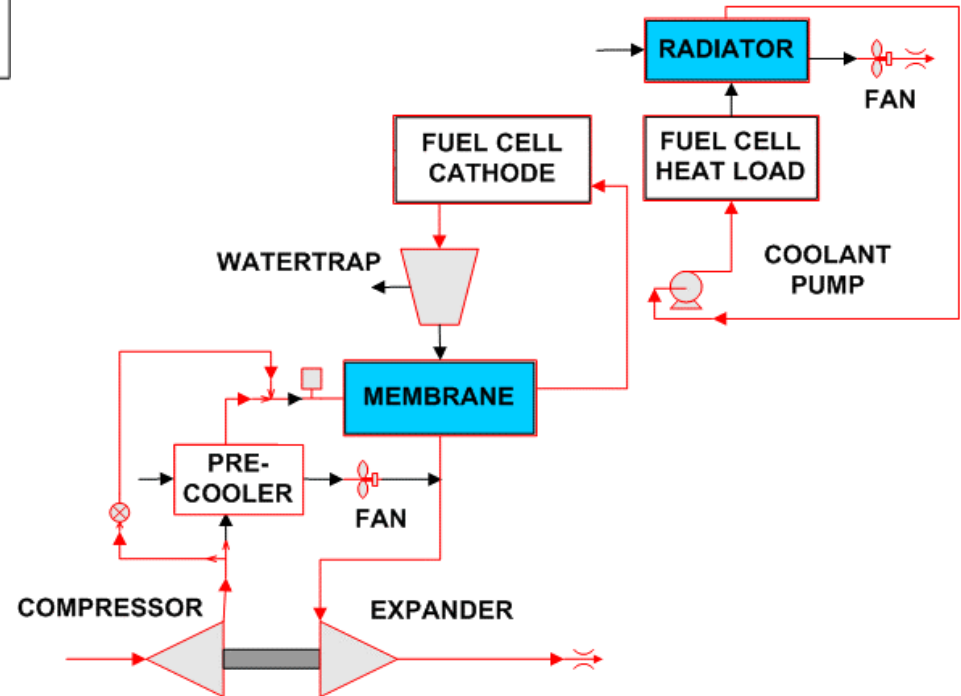 RADIATOR
FAN
FUEL CELL
CATHODE
FUEL CELL
HEAT LOAD
WATERTRAP
COOLANT
PUMP
MEMBRANE
PRE-
COOLER
FAN
COMPRESSOR
EXPANDER